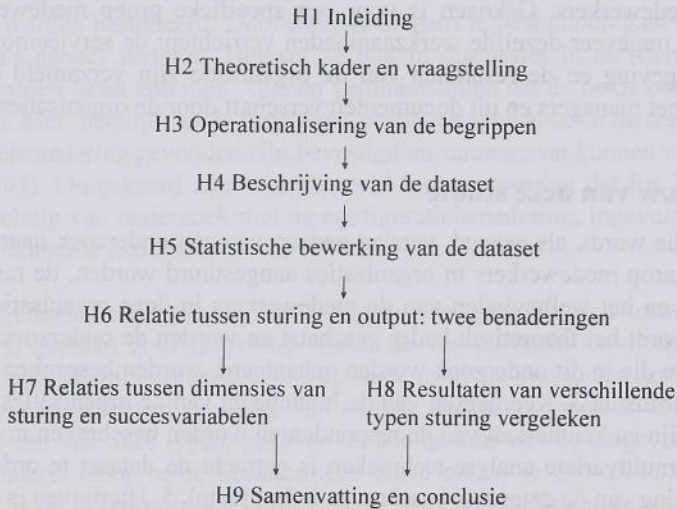 H1 Inleiding
H2 Theoretisch kader en vraagstelling
H3 Operationalisering van de begrippen
H4 Beschrijving van de dataset
H5 Statistische bewerking van de dataset
H6 Relatie tussen sturing en output: twee benaderingen
H7 Relaties tussen dimensies van
sturing en succesvariabelen
H8 Resultaten van verschillende
typen sturing vergeleken
H9 Samenvatting en conclusie